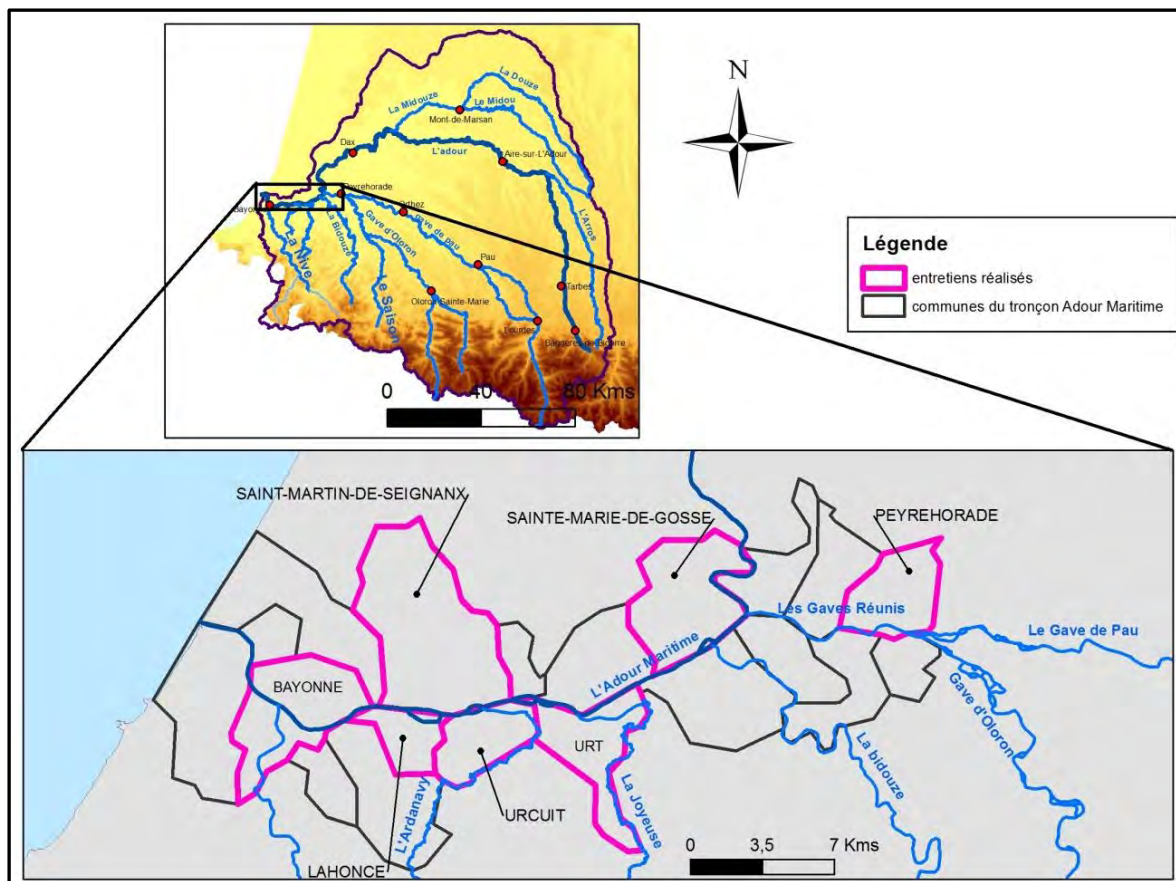 N
La Douze
La Midouze
Le Midou
Mont-de-Marsan
Dax
L'adour
Aire-sur-L'Adour
Peyrehorade
Bayonne
Orthez
L'Arros
La Nive
La Bidouze
Gave d'Oloron
gave de pau
Pau
Le Saison
Oloron Sainte-Marie
Tarbes
Lourdes
Bagnères-de-Bigorre
0 40 80 Kms
Légende
entretiens réalisés
communes du tronçon Adour Maritime
SAINT-MARTIN-DE-SEIGNANX
SAINTE-MARIE-DE-GOSSE
PEYREHORADE
Les Gaves Réunis
Le Gave de Pau
L'Adour Maritime
BAYONNE
Gave d'Oloron
URT
La bidouze
L'Ardanavy
La Joyeuse
URCUIT
LAHONCE
0 3,5 7 Kms